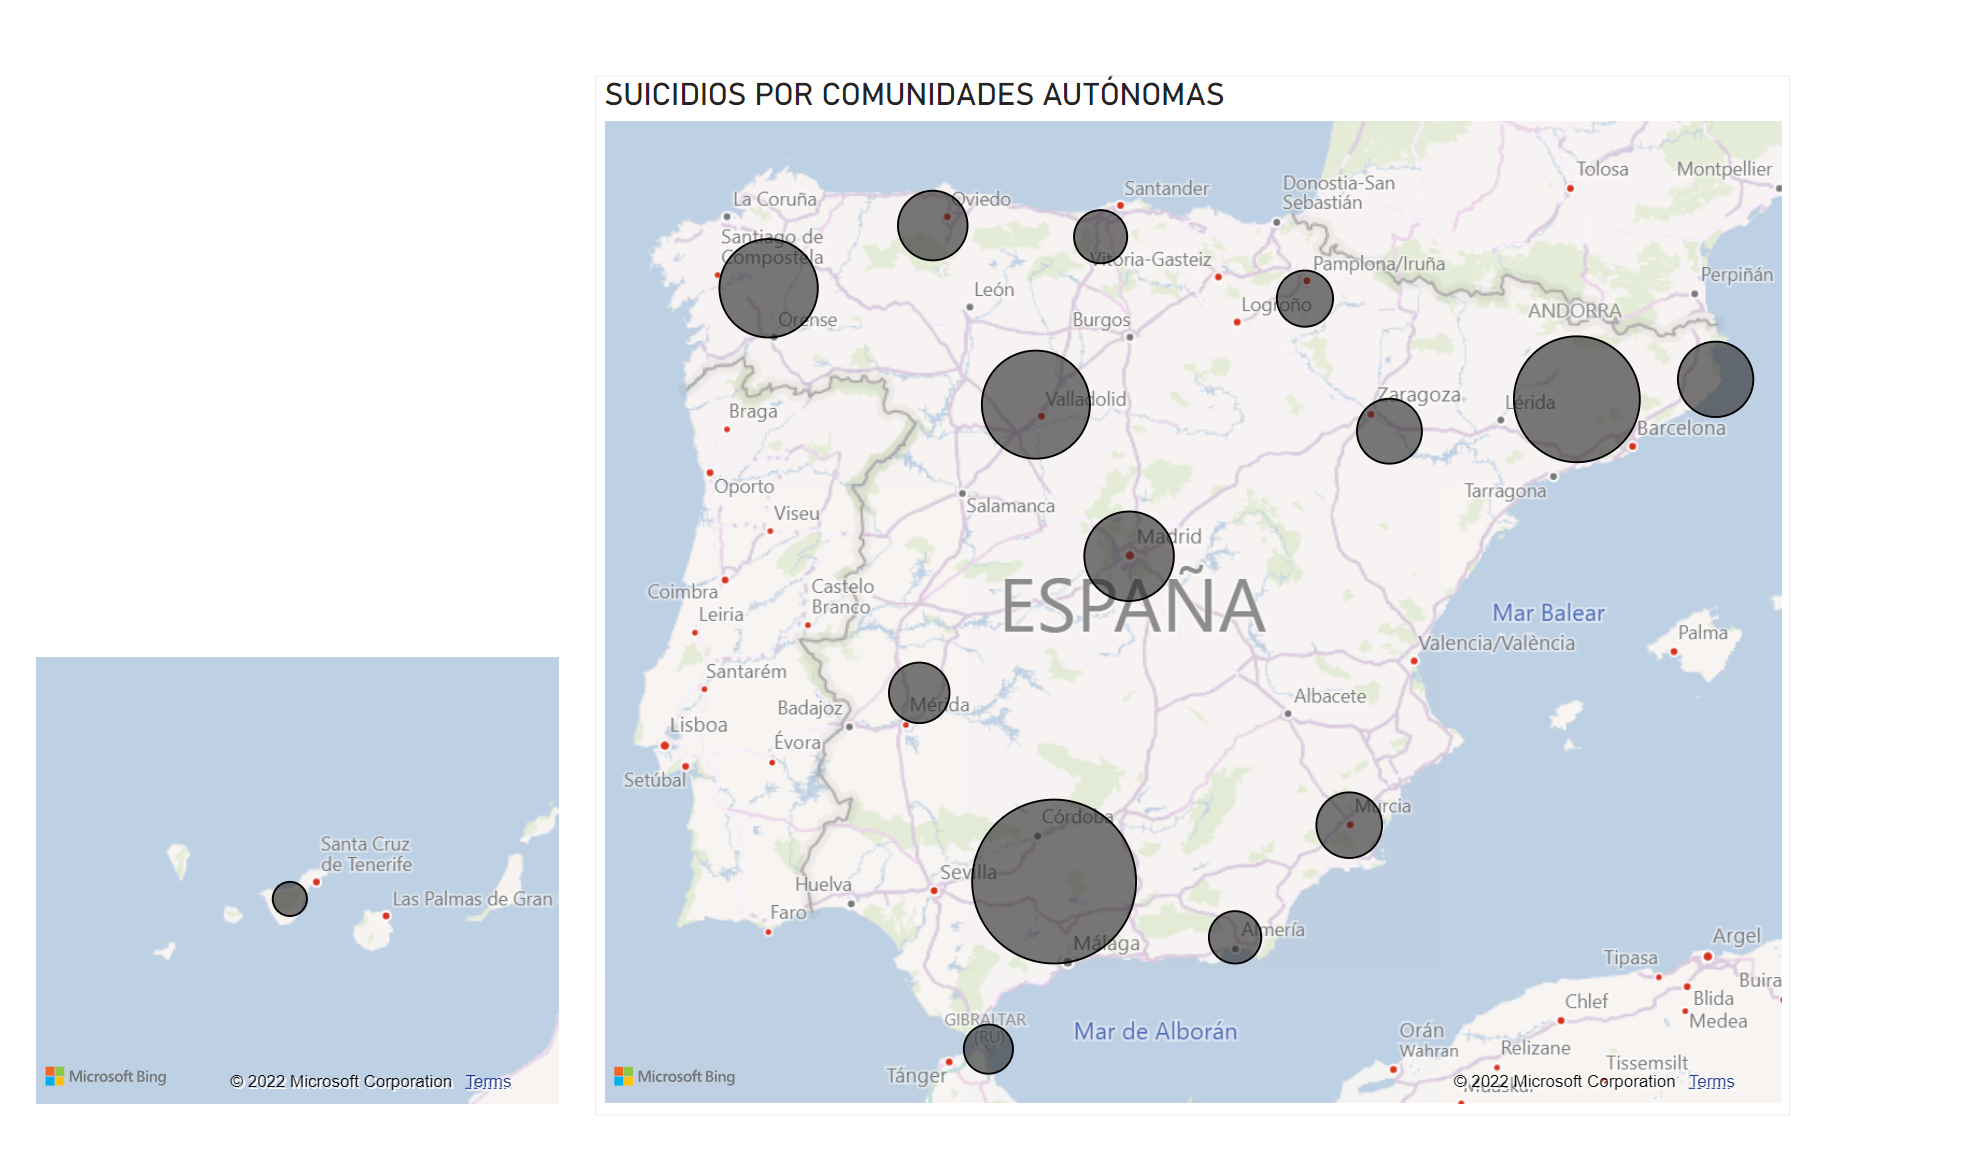 SUICIDIOS POR COMUNIDADES AUTÓNOMAS
La Coruña
Santiago de
Compostela
Orense
Oviedo
Santander
Donostia-San
Sebastián
Tolosa
Montpellier
Vitoria-Gasteiz
Pamplona/Iruña
Logroño
León
Burgos
ANDORRA
Perpiñán
Valladolid
Zaragoza
Lérida
Barcelona
Tarragona
Braga
Oporto
Viseu
Salamanca
Madrid
ESPAÑA
Coimbra
Leiria
Castelo
Branco
Mar Balear
Palma
Valencia/València
Santarém
Lisboa
Setúbal
Évora
Badajoz
Mérida
Albacete
Murcia
Córdoba
Sevilla
Huelva
Faro
Málaga
Almería
GIBRALTAR
(RU)
Mar de Alborán
Tánger
Orán
Wahran
Relizane
Chlef
Tissemsilt
Tipasa
Argel
Blida
Medea
Buira
Microsoft Bing
© 2022 Microsoft Corporation Terms
Santa Cruz
de Tenerife
Las Palmas de Gran
Microsoft Bing
© 2022 Microsoft Corporation Terms